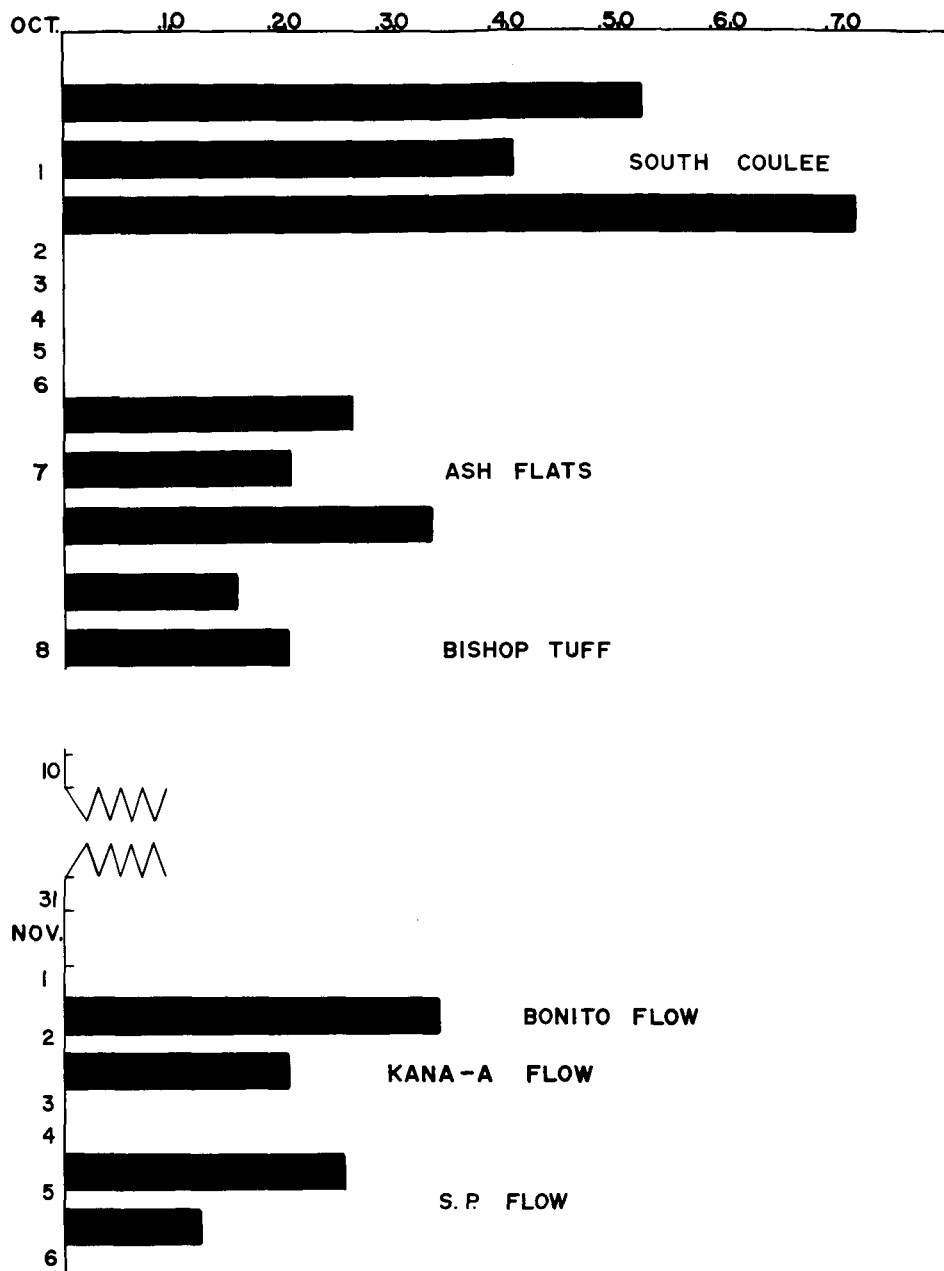 OCT. .10 .20 .30 .40 .50 .60 .70
1 SOUTH COULEE
2
3
4
5
6
7 ASH FLATS
8 BISHOP TUFF
10
31
NOV.
1
BONITO FLOW
2
KANA-A FLOW
3
4
5
S.P. FLOW
6